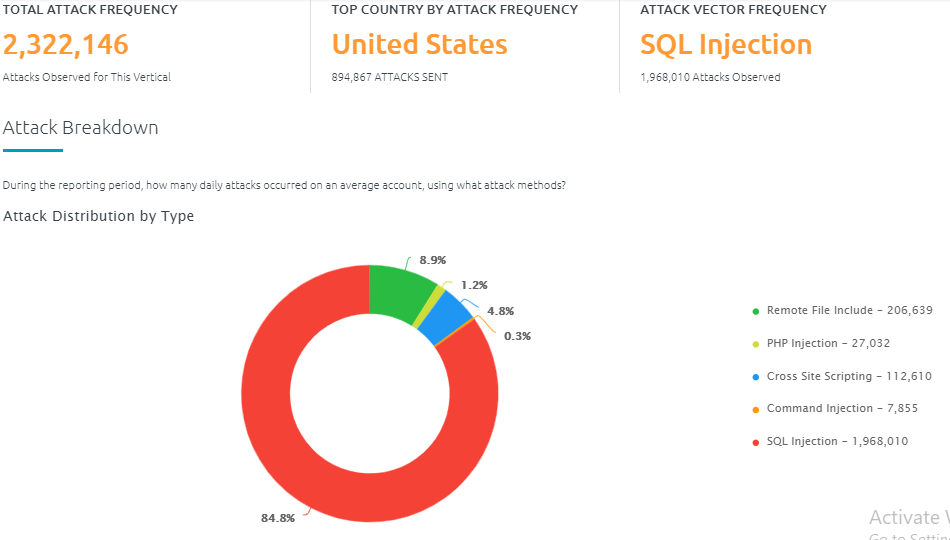 TOTAL ATTACK FREQUENCY
2,322,146
Attacks Observed for This Vertical
TOP COUNTRY BY ATTACK FREQUENCY
United States
894,867 ATTACKS SENT
ATTACK VECTOR FREQUENCY
SQL Injection
1,968,010 Attacks Observed
Attack Breakdown
During the reporting period, how many daily attacks occurred on an average account, using what attack methods?
Attack Distribution by Type
8.9%
1.2%
4.8%
0.3%
84.8%
Remote File Include – 206,639
PHP Injection – 27,032
Cross Site Scripting – 112,610
Command Injection – 7,855
SQL Injection – 1,968,010
Activate
Go to